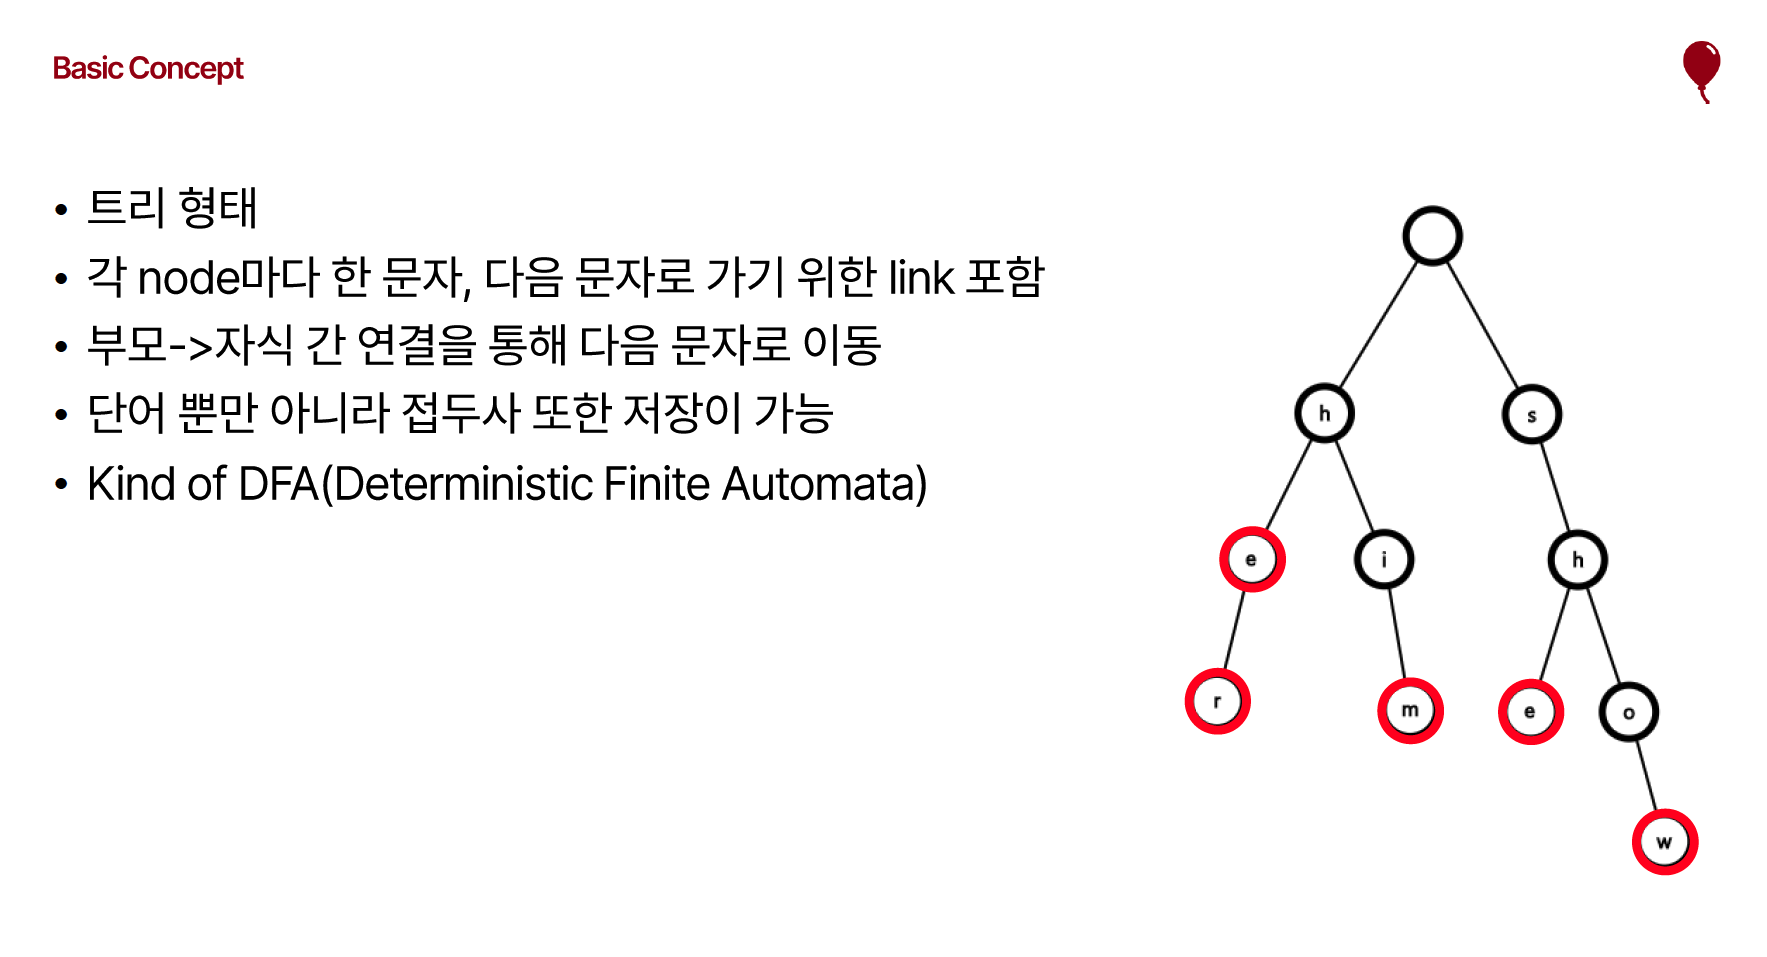 Basic Concept
• 트리 형태
• 각 node마다 한 문자, 다음 문자로 가기 위한 link 포함
• 부모->자식 간 연결을 통해 다음 문자로 이동
• 단어 뿐만 아니라 접두사 또한 저장이 가능
• Kind of DFA(Deterministic Finite Automata)
h s
e i h
r m e o
w